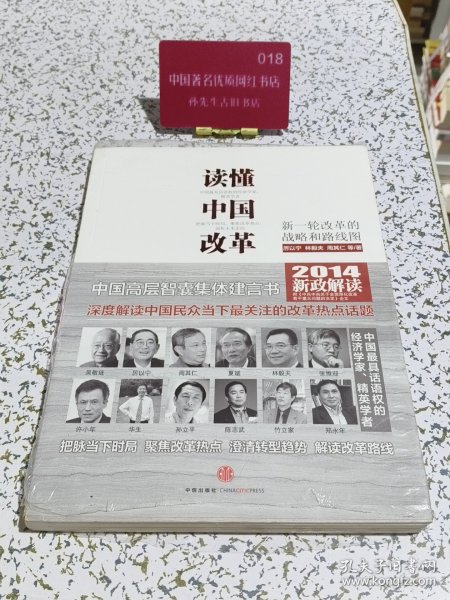 018
中国著名优质网红书店
孙先生古旧书店
读懂
中国
改革
新一轮改革的
战略和路线图
厉以宁 林毅夫 周其仁 等/著
2014
新政解读
中国高层智囊集体建言书
深度解读中国民众当下最关注的改革热点话题
吴敬琏 厉以宁 周其仁 夏斌 林毅夫 张维迎
许小年 华生 孙立平 陈志武 竹立家 郑永年
中国最具话语权的
经济学家、精英学者
把脉当下时局 聚焦改革热点 澄清转型趋势 解读改革路线
中信出版社·CHINACITICPRESS
孔夫子旧书网